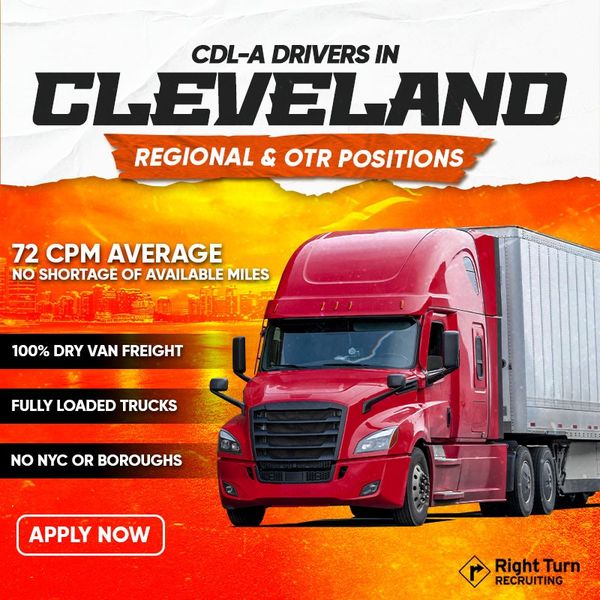 CDL-A DRIVERS IN
CLEVELAND
REGIONAL & OTR POSITIONS
72 CPM AVERAGE
NO SHORTAGE OF AVAILABLE MILES
100% DRY VAN FREIGHT
FULLY LOADED TRUCKS
NO NYC OR BOROUGHS
APPLY NOW
Right Turn
RECRUITING